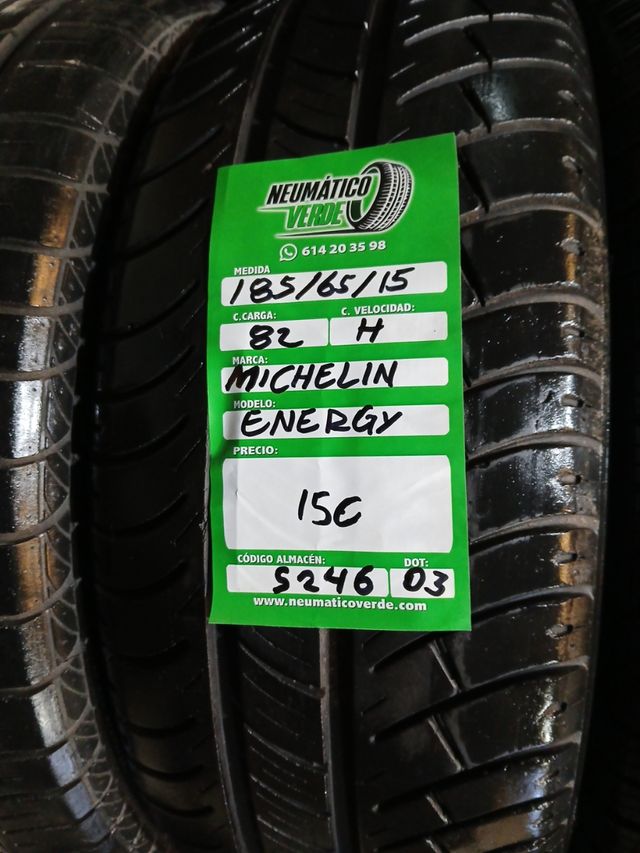 NEUMÁTICO
VERDE
614 20 35 98
MEDIDA
185/65/15
C.CARGA: C. VELOCIDAD:
82 H
MARCA:
MICHELIN
MODELO:
ENERGY
PRECIO:
15€
CÓDIGO ALMACÉN: DOT:
S246 03
www.neumaticoverde.com